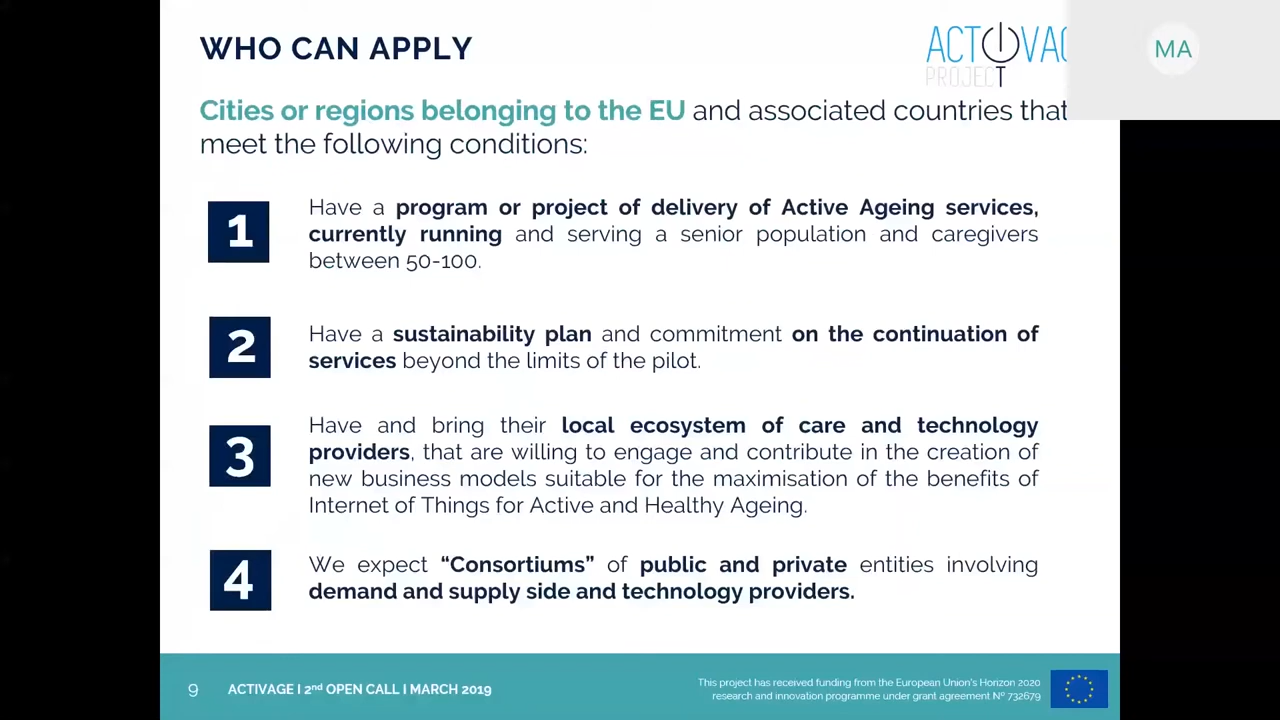 WHO CAN APPLY
ACTIVAG
PROJECT
MA
Cities or regions belonging to the EU and associated countries that
meet the following conditions:
1
Have a program or project of delivery of Active Ageing services,
currently running and serving a senior population and caregivers
between 50-100.
2
Have a sustainability plan and commitment on the continuation of
services beyond the limits of the pilot.
3
Have and bring their local ecosystem of care and technology
providers, that are willing to engage and contribute in the creation of
new business models suitable for the maximisation of the benefits of
Internet of Things for Active and Healthy Ageing.
4
We expect “Consortiums” of public and private entities involving
demand and supply side and technology providers.
9
ACTIVAGE I 2nd OPEN CALL I MARCH 2019
This project has received funding from the European Union's Horizon 2020
research and innovation programme under grant agreement Nº 732679